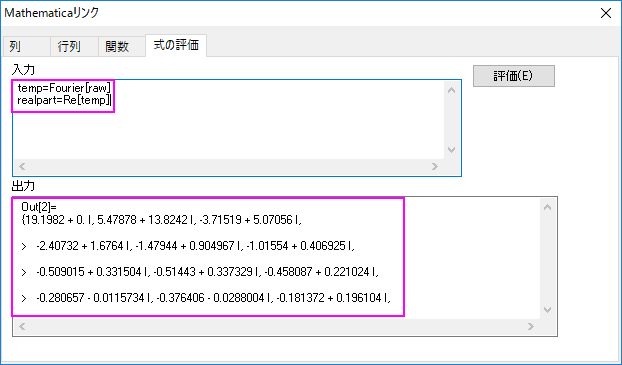 Mathematicaリンク
列 行列 関数 式の評価
入力
temp=Fourier[raw]
realpart=Re[temp]
評価(E)
出力
Out[2]=
{19.1982 + 0. I, 5.47878 + 13.8242 I, -3.71519 + 5.07056 I,
> -2.40732 + 1.6764 I, -1.47944 + 0.904967 I, -1.01554 + 0.406925 I,
> -0.509015 + 0.331504 I, -0.51443 + 0.337329 I, -0.458087 + 0.221024 I,
> -0.280657 - 0.0115734 I, -0.376406 - 0.0288004 I, -0.181372 + 0.196104 I,